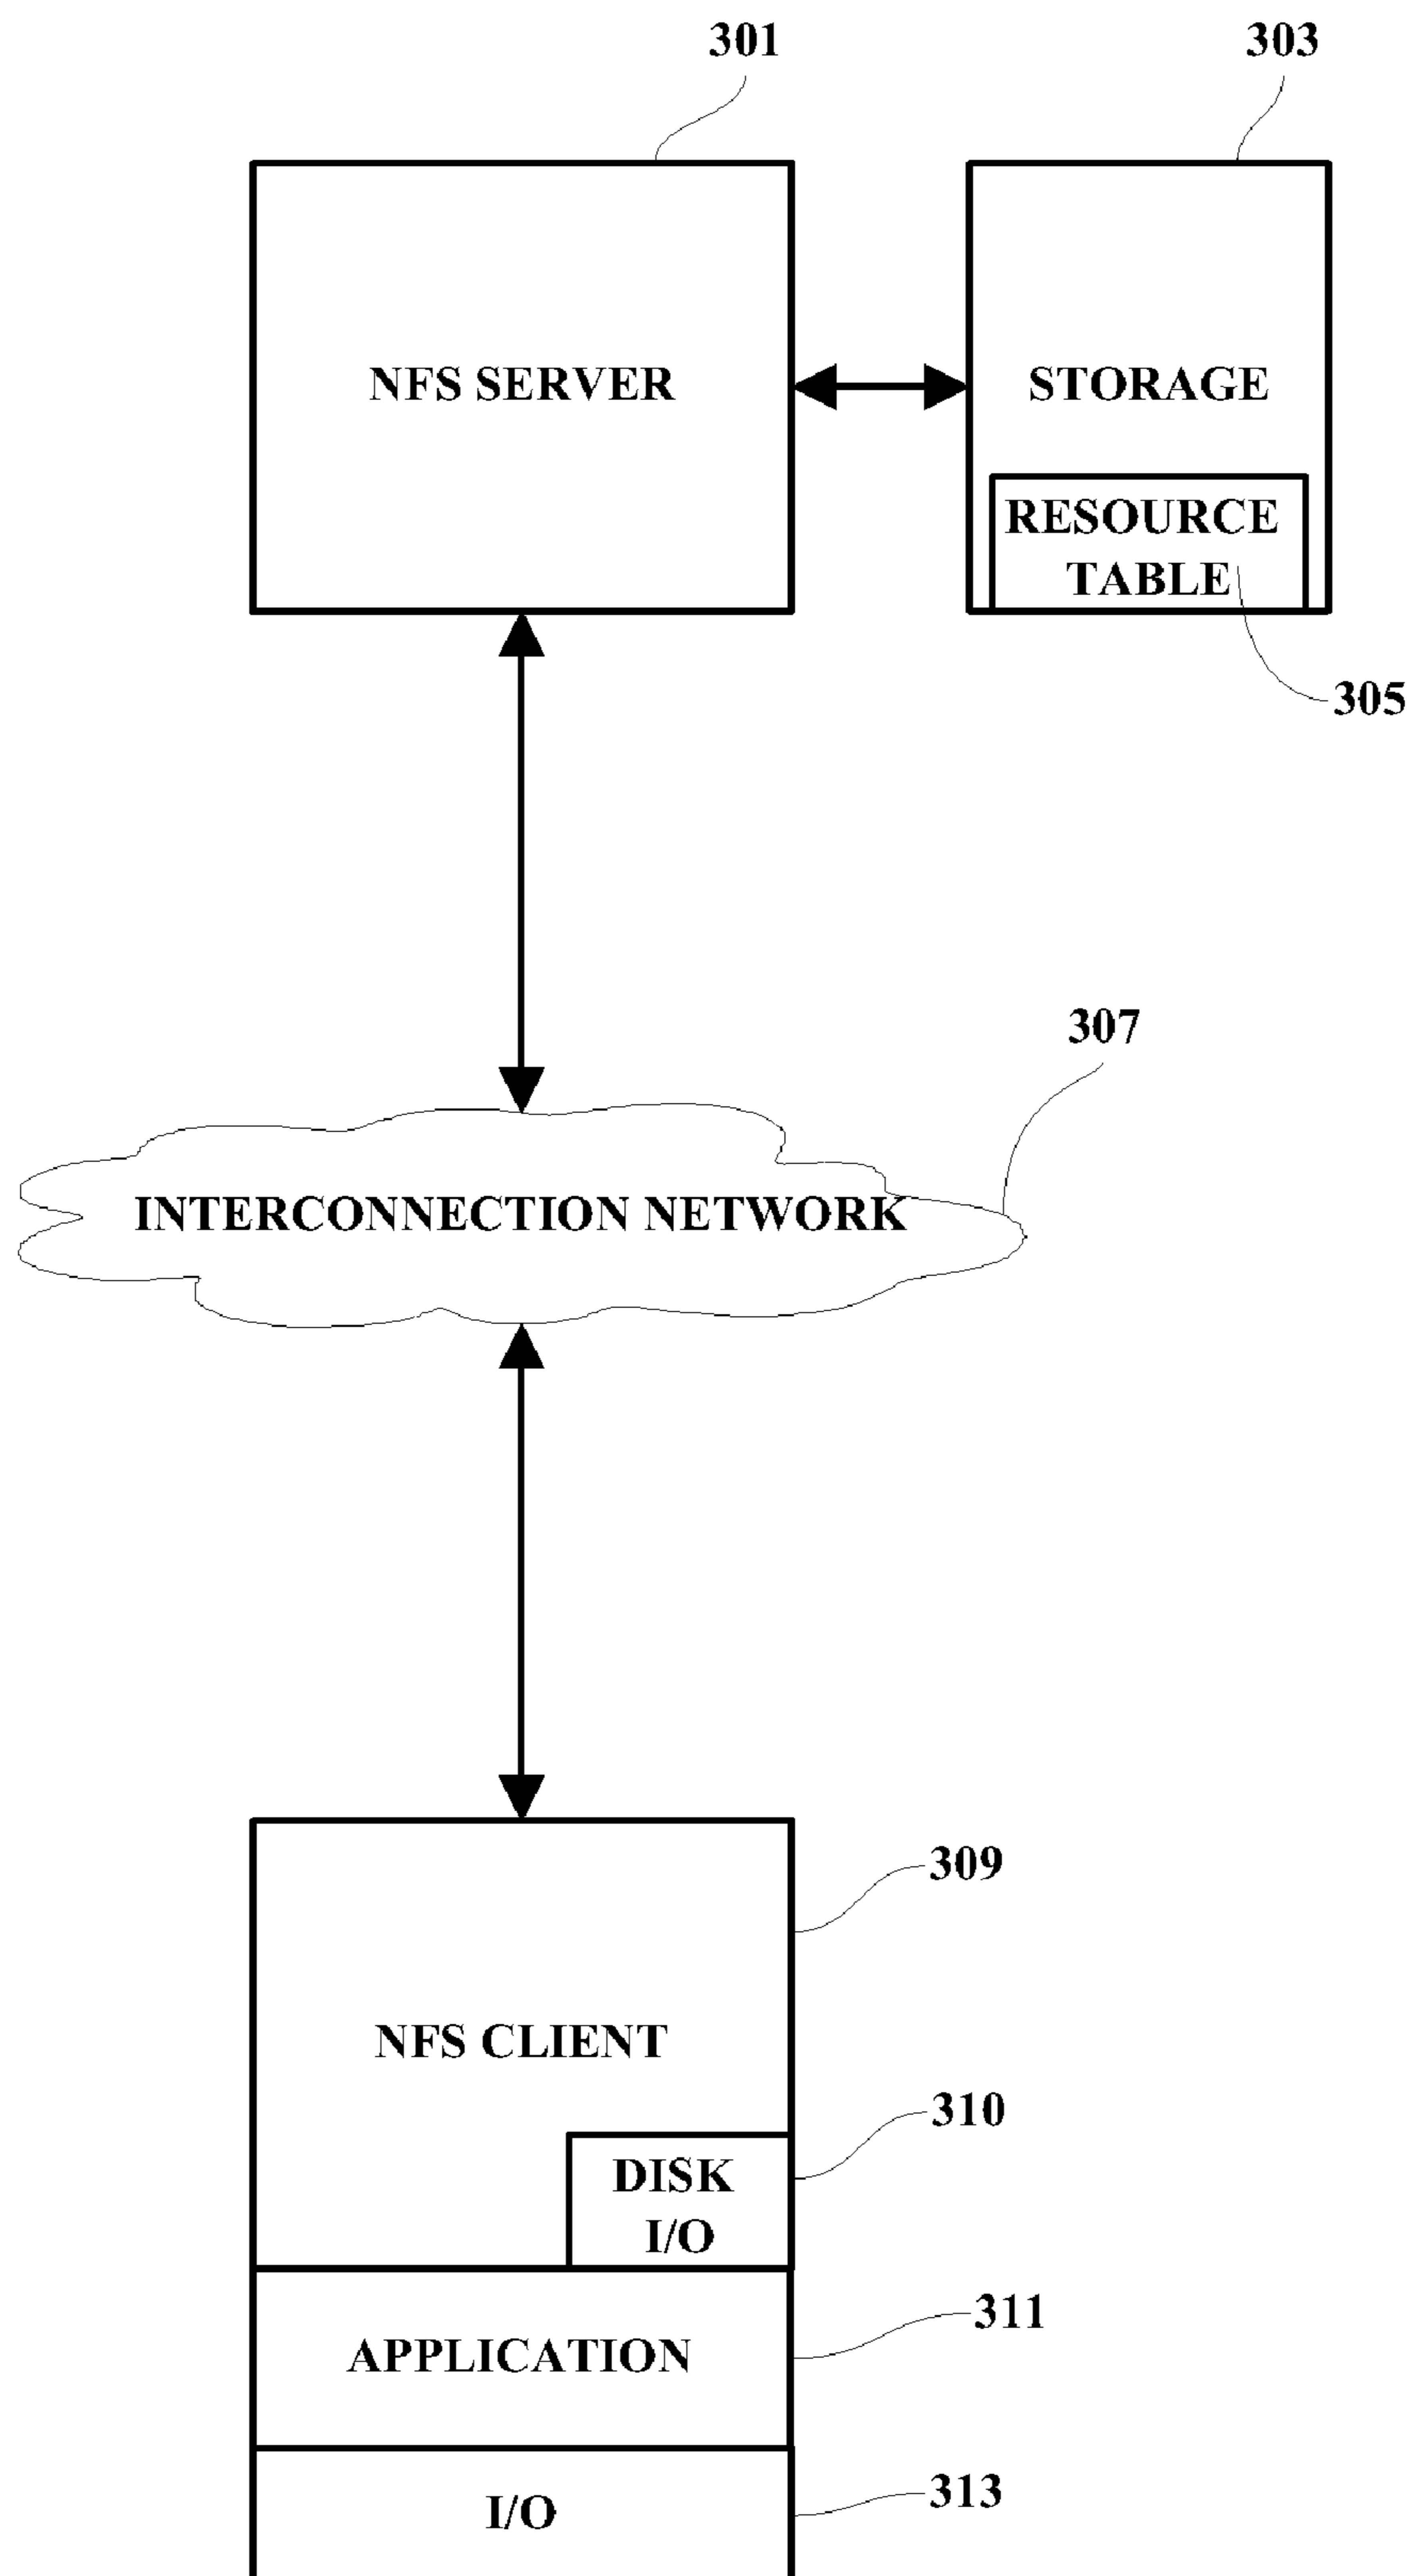 301
303
NFS SERVER
STORAGE
RESOURCE
TABLE
305
307
INTERCONNECTION NETWORK
309
NFS CLIENT
310
DISK
I/O
311
APPLICATION
313
I/O